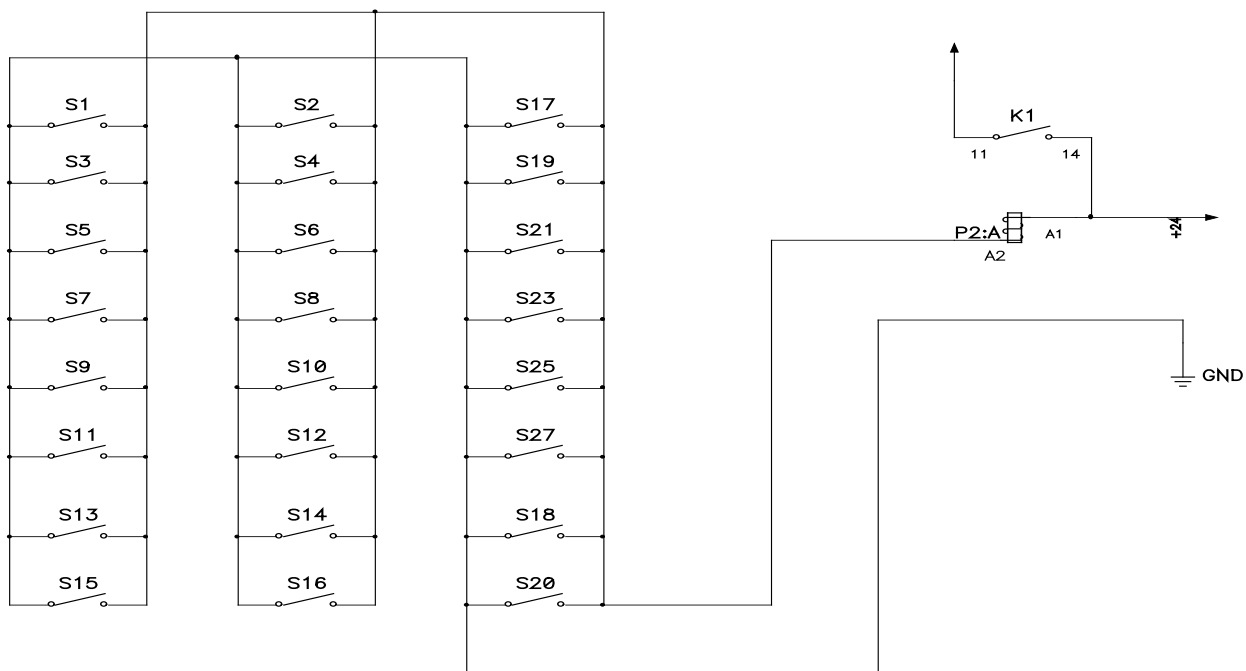 S1 S2 S17
K1
11 14
S3 S4 S19
S5 S6 S21
P2:A A1 +24
A2
S7 S8 S23
S9 S10 S25
GND
S11 S12 S27
S13 S14 S18
S15 S16 S20